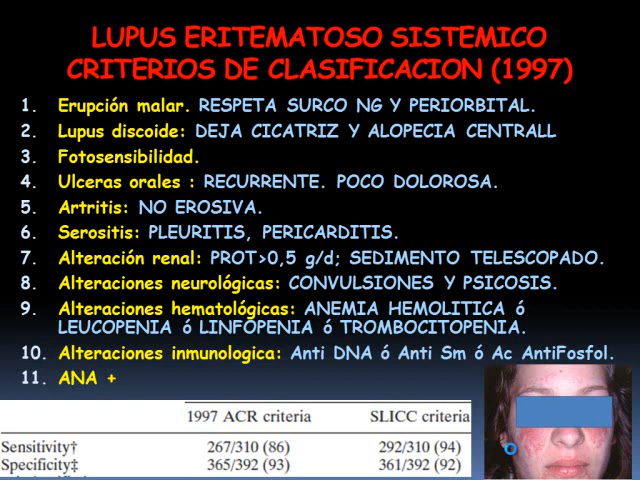 LUPUS ERITEMATOSO SISTEMICO
CRITERIOS DE CLASIFICACION (1997)
1. Erupción malar. RESPETA SURCO NG Y PERIORBITAL.
2. Lupus discoide: DEJA CICATRIZ Y ALOPECIA CENTRALL
3. Fotosensibilidad.
4. Ulceras orales : RECURRENTE. POCO DOLOROSA.
5. Artritis: NO EROSIVA.
6. Serositis: PLEURITIS, PERICARDITIS.
7. Alteración renal: PROT>0,5 g/d; SEDIMENTO TELESCOPADO.
8. Alteraciones neurológicas: CONVULSIONES Y PSICOSIS.
9. Alteraciones hematológicas: ANEMIA HEMOLITICA ó
LEUCOPENIA ó LINFOPENIA ó TROMBOCITOPENIA.
10. Alteraciones inmunologica: Anti DNA ó Anti Sm ó Ac AntiFosfol.
11. ANA +
1997 ACR criteria SLICC criteria
Sensitivity† 267/310 (86) 292/310 (94)
Specificity‡ 365/392 (93) 361/392 (92)